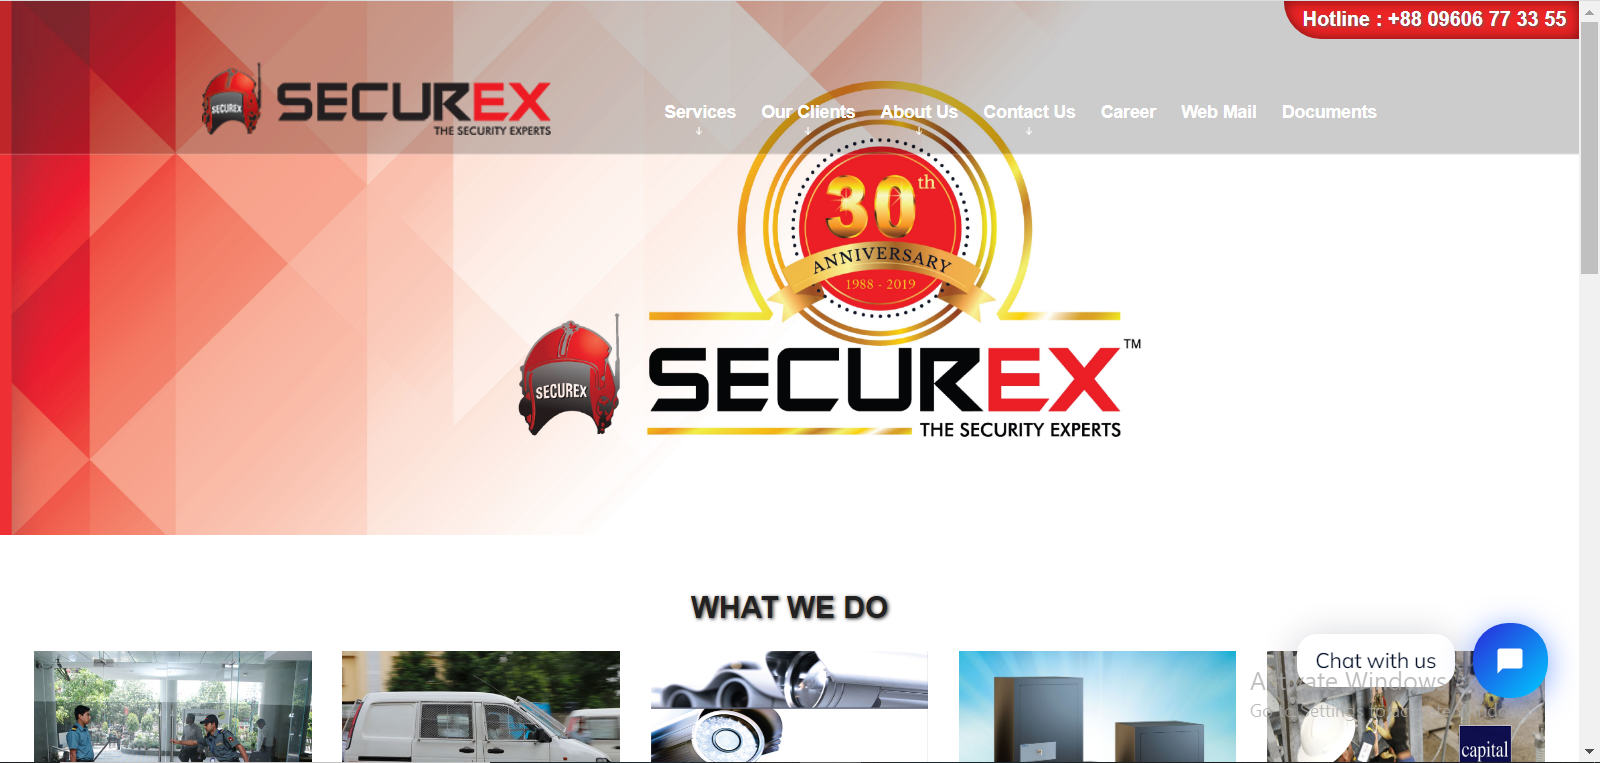 Hotline : +88 09606 77 33 55
SECUREX
SECUREX
THE SECURITY EXPERTS
Services
Our Clients
About Us
Contact Us
Career
Web Mail
Documents
30th
ANNIVERSARY
1988 - 2019
SECUREX
SECUREX™
THE SECURITY EXPERTS
WHAT WE DO
Chat with us
Activate Windows
Go to Settings to
capital